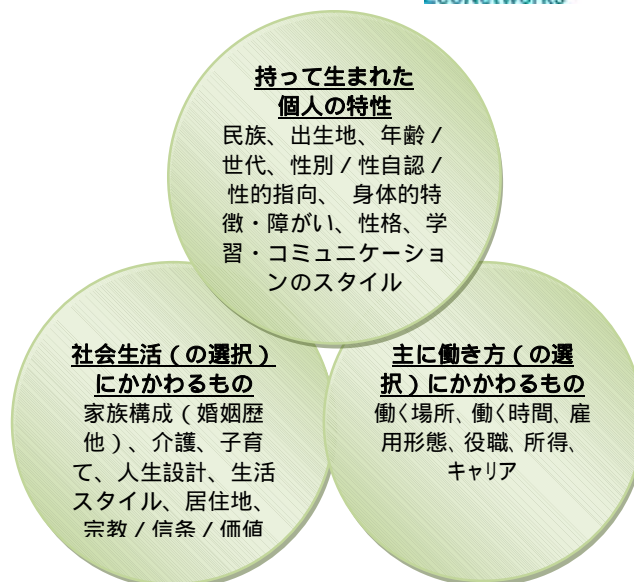 EcoNetworks
持って生まれた
個人の特性
民族、出生地、年齢 /
世代、性別 / 性自認 /
性的指向、 身体的特
徴・障がい、性格、学
習・コミュニケーショ
ンのスタイル
社会生活 ( の選択 )
にかかわるもの
家族構成 ( 婚姻歴
他 ) 、介護、子育
て、人生設計、生活
スタイル、居住地、
宗教 / 信条 / 価値
主に働き方 ( の選
択 ) にかかわるもの
働く場所、働く時間、雇
用形態、役職、所得、
キャリア